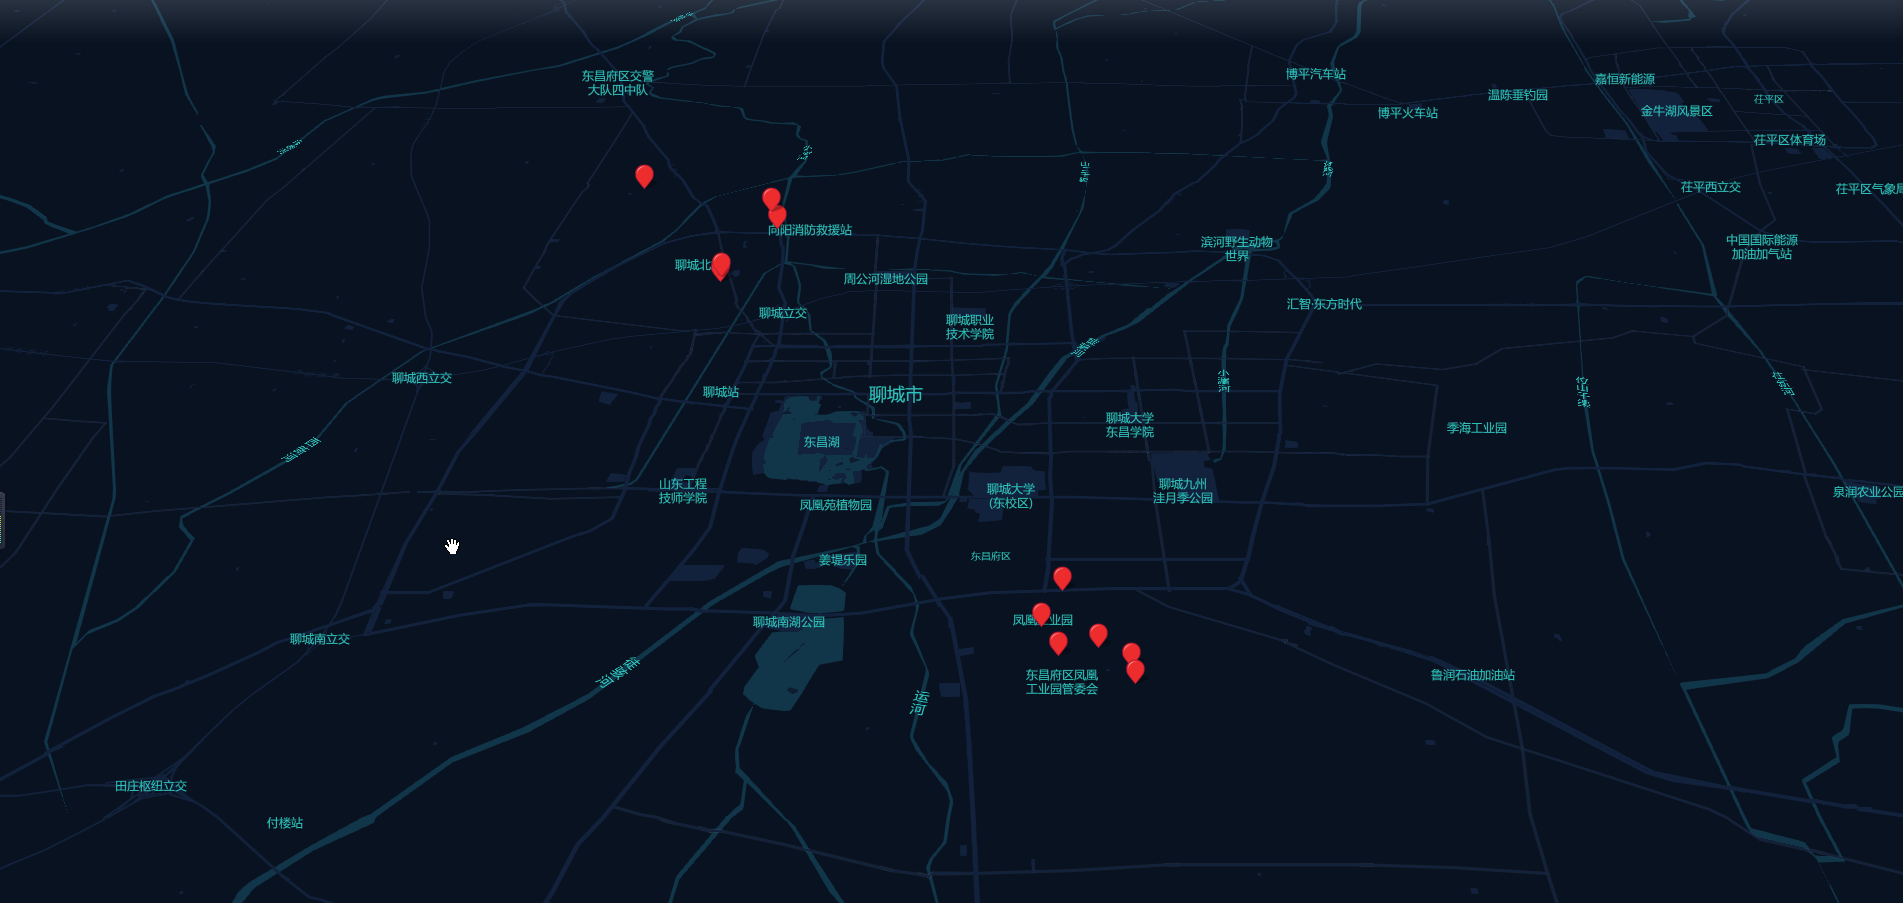 东昌府区交警
大队四中队
博平汽车站
博平火车站
温陈垂钓园
嘉恒新能源
金牛湖风景区
茌平区
茌平区体育场
茌平西立交
茌平区气象局
中国国际能源
加油加气站
向阳消防救援站
聊城北
周公河湿地公园
滨河野生动物
世界
汇智·东方时代
聊城立交
聊城职业
技术学院
聊城西立交
聊城站
聊城市
东昌湖
聊城大学
东昌学院
季海工业园
山东工程
技师学院
凤凰苑植物园
聊城大学
(东校区)
聊城九州
洼月季公园
泉润农业公园
姜堤乐园
东昌府区
聊城南湖公园
凤凰
业园
聊城南立交
徒骇河
运
河
东昌府区凤凰
工业园管委会
鲁润石油加油站
田庄枢纽立交
付楼站